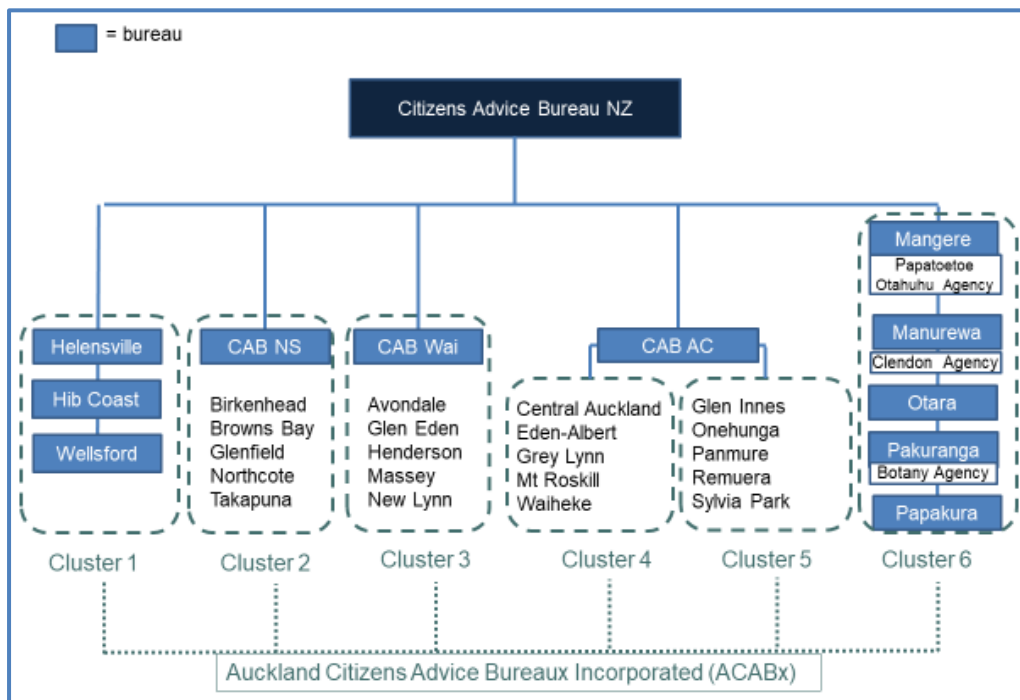 = bureau
Citizens Advice Bureau NZ
Helensville
Hib Coast
Wellsford
Cluster 1
CAB NS
Birkenhead
Browns Bay
Glenfield
Northcote
Takapuna
Cluster 2
CAB Wai
Avondale
Glen Eden
Henderson
Massey
New Lynn
Cluster 3
CAB AC
Central Auckland
Eden-Albert
Grey Lynn
Mt Roskill
Waiheke
Cluster 4
Glen Innes
Onehunga
Panmure
Remuera
Sylvia Park
Cluster 5
Mangere
Papatoetoe
Otahuhu Agency
Manurewa
Clendon Agency
Otara
Pakuranga
Botany Agency
Papakura
Cluster 6
Auckland Citizens Advice Bureaux Incorporated (ACABx)